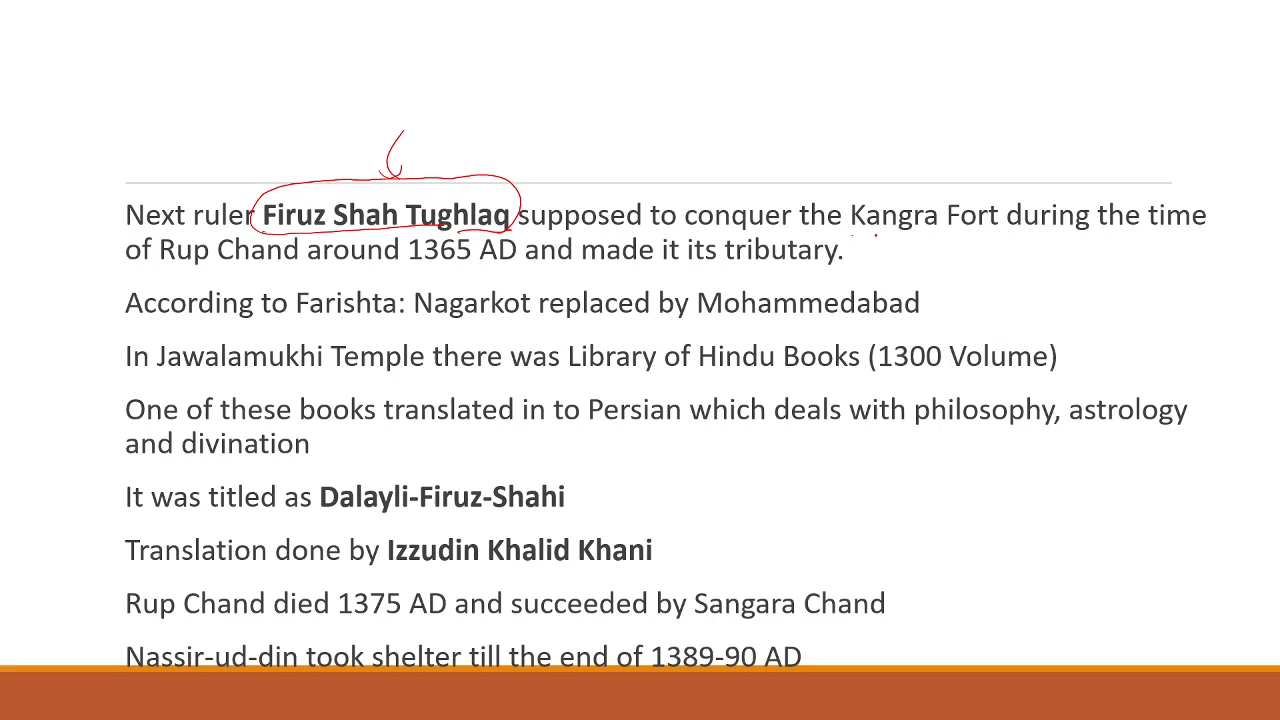 Next ruler Firuz Shah Tughlaq supposed to conquer the Kangra Fort during the time
of Rup Chand around 1365 AD and made it its tributary.
According to Farishta: Nagarkot replaced by Mohammedabad
In Jawalamukhi Temple there was Library of Hindu Books (1300 Volume)
One of these books translated in to Persian which deals with philosophy, astrology
and divination
It was titled as Dalayli-Firuz-Shahi
Translation done by Izzudin Khalid Khani
Rup Chand died 1375 AD and succeeded by Sangara Chand
Nassir-ud-din took shelter till the end of 1389-90 AD